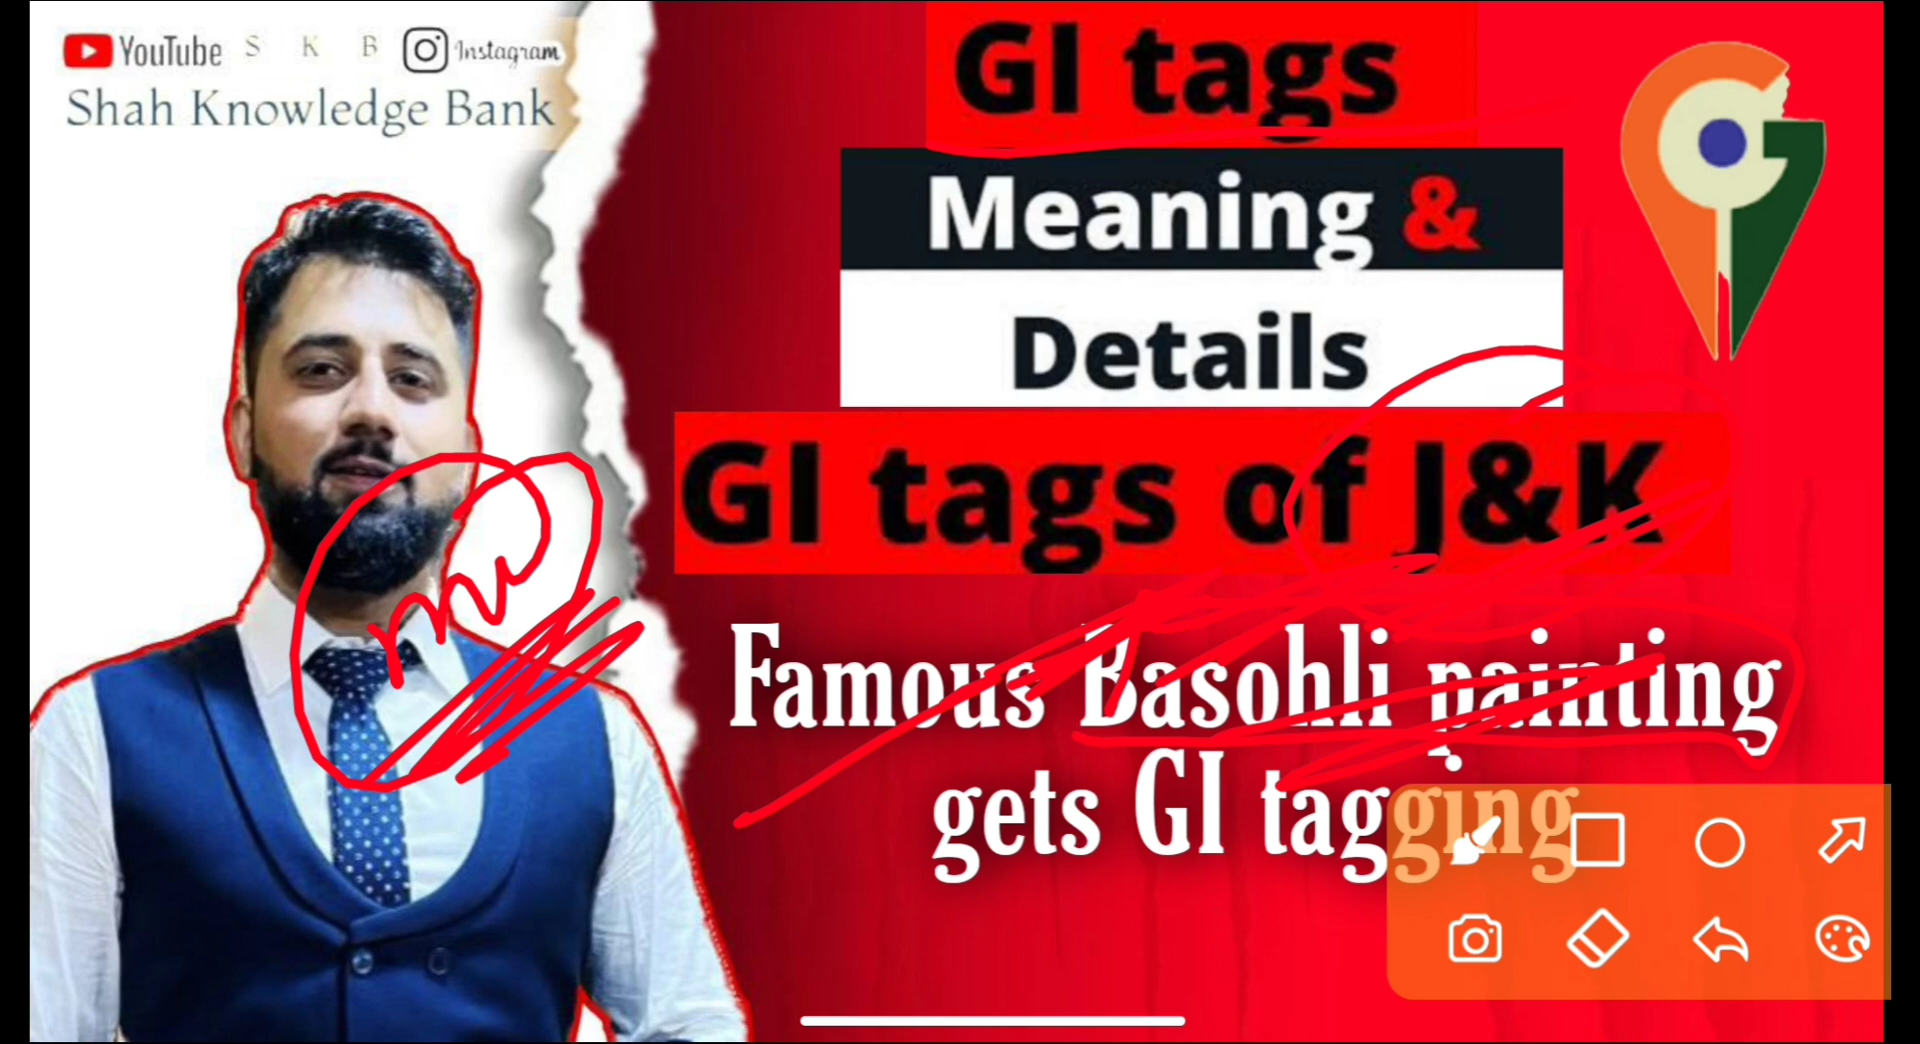 YouTube S K B Instagram
Shah Knowledge Bank
GI tags
Meaning &
Details
GI tags of J&K
Famous Basohli painting
gets GI tagging